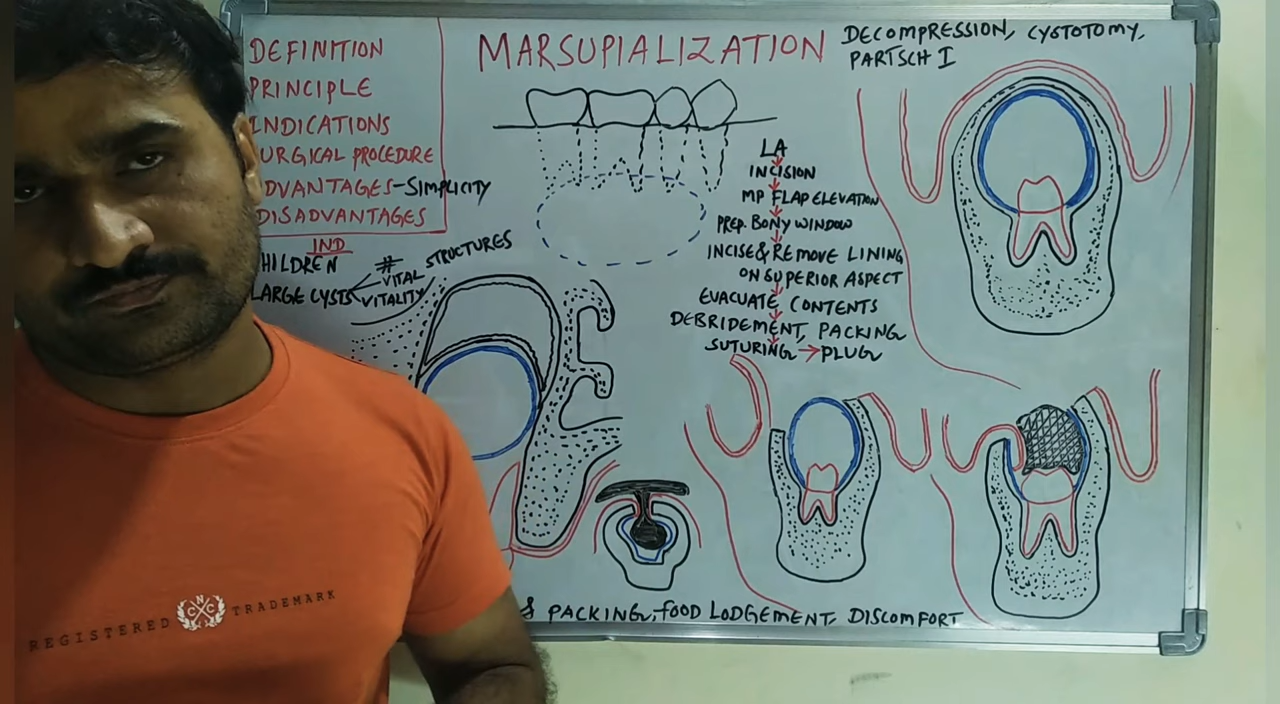 DEFINITION
PRINCIPLE
INDICATIONS
URGICAL PROCEDURE
DVANTAGES-SIMPLICITY
DISADVANTAGES
IND
HILDREN
LARGE CYSTS
#
VITAL STRUCTURES
VITALITY
MARSUPIALIZATION
DECOMPRESSION, CYSTOTOMY,
PARTSCH I
LA
INCISION
MP FLAP ELEVATION
PREP. BONY WINDOW
INCISE & REMOVE LINING
ON SUPERIOR ASPECT
EVACUATE CONTENTS
DEBRIDEMENT, PACKING
SUTURING → PLUG
& PACKING, FOOD LODGEMENT, DISCOMFORT
REGISTERED NCXC TRADEMARK